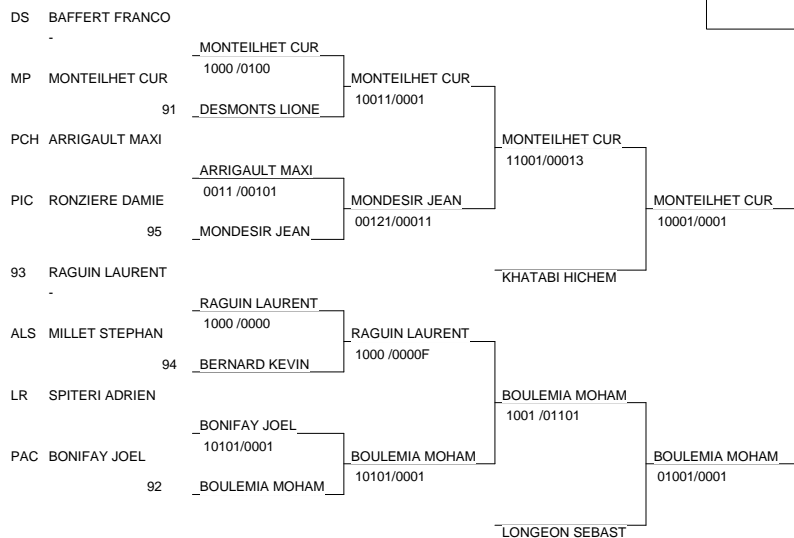 DS BAFFERT FRANCO
-
MONTEILHET CUR
1000 /0100
MP MONTEILHET CUR
MONTEILHET CUR
10011/0001
91 DESMONTS LIONE
PCH ARRIGAULT MAXI
MONTEILHET CUR
11001/00013
ARRIGAULT MAXI
0011 /00101
PIC RONZIERE DAMIE
MONDESIR JEAN
00121/00011
MONTEILHET CUR
10001/0001
95 MONDESIR JEAN
93 RAGUIN LAURENT
-
KHATABI HICHEM
RAGUIN LAURENT
1000 /0000
ALS MILLET STEPHAN
RAGUIN LAURENT
1000 /0000F
94 BERNARD KEVIN
LR SPITERI ADRIEN
BOULEMIA MOHAM
1001 /01101
BONIFAY JOEL
10101/0001
PAC BONIFAY JOEL
BOULEMIA MOHAM
10101/0001
BOULEMIA MOHAM
01001/0001
92 BOULEMIA MOHAM
LONGEON SEBAST